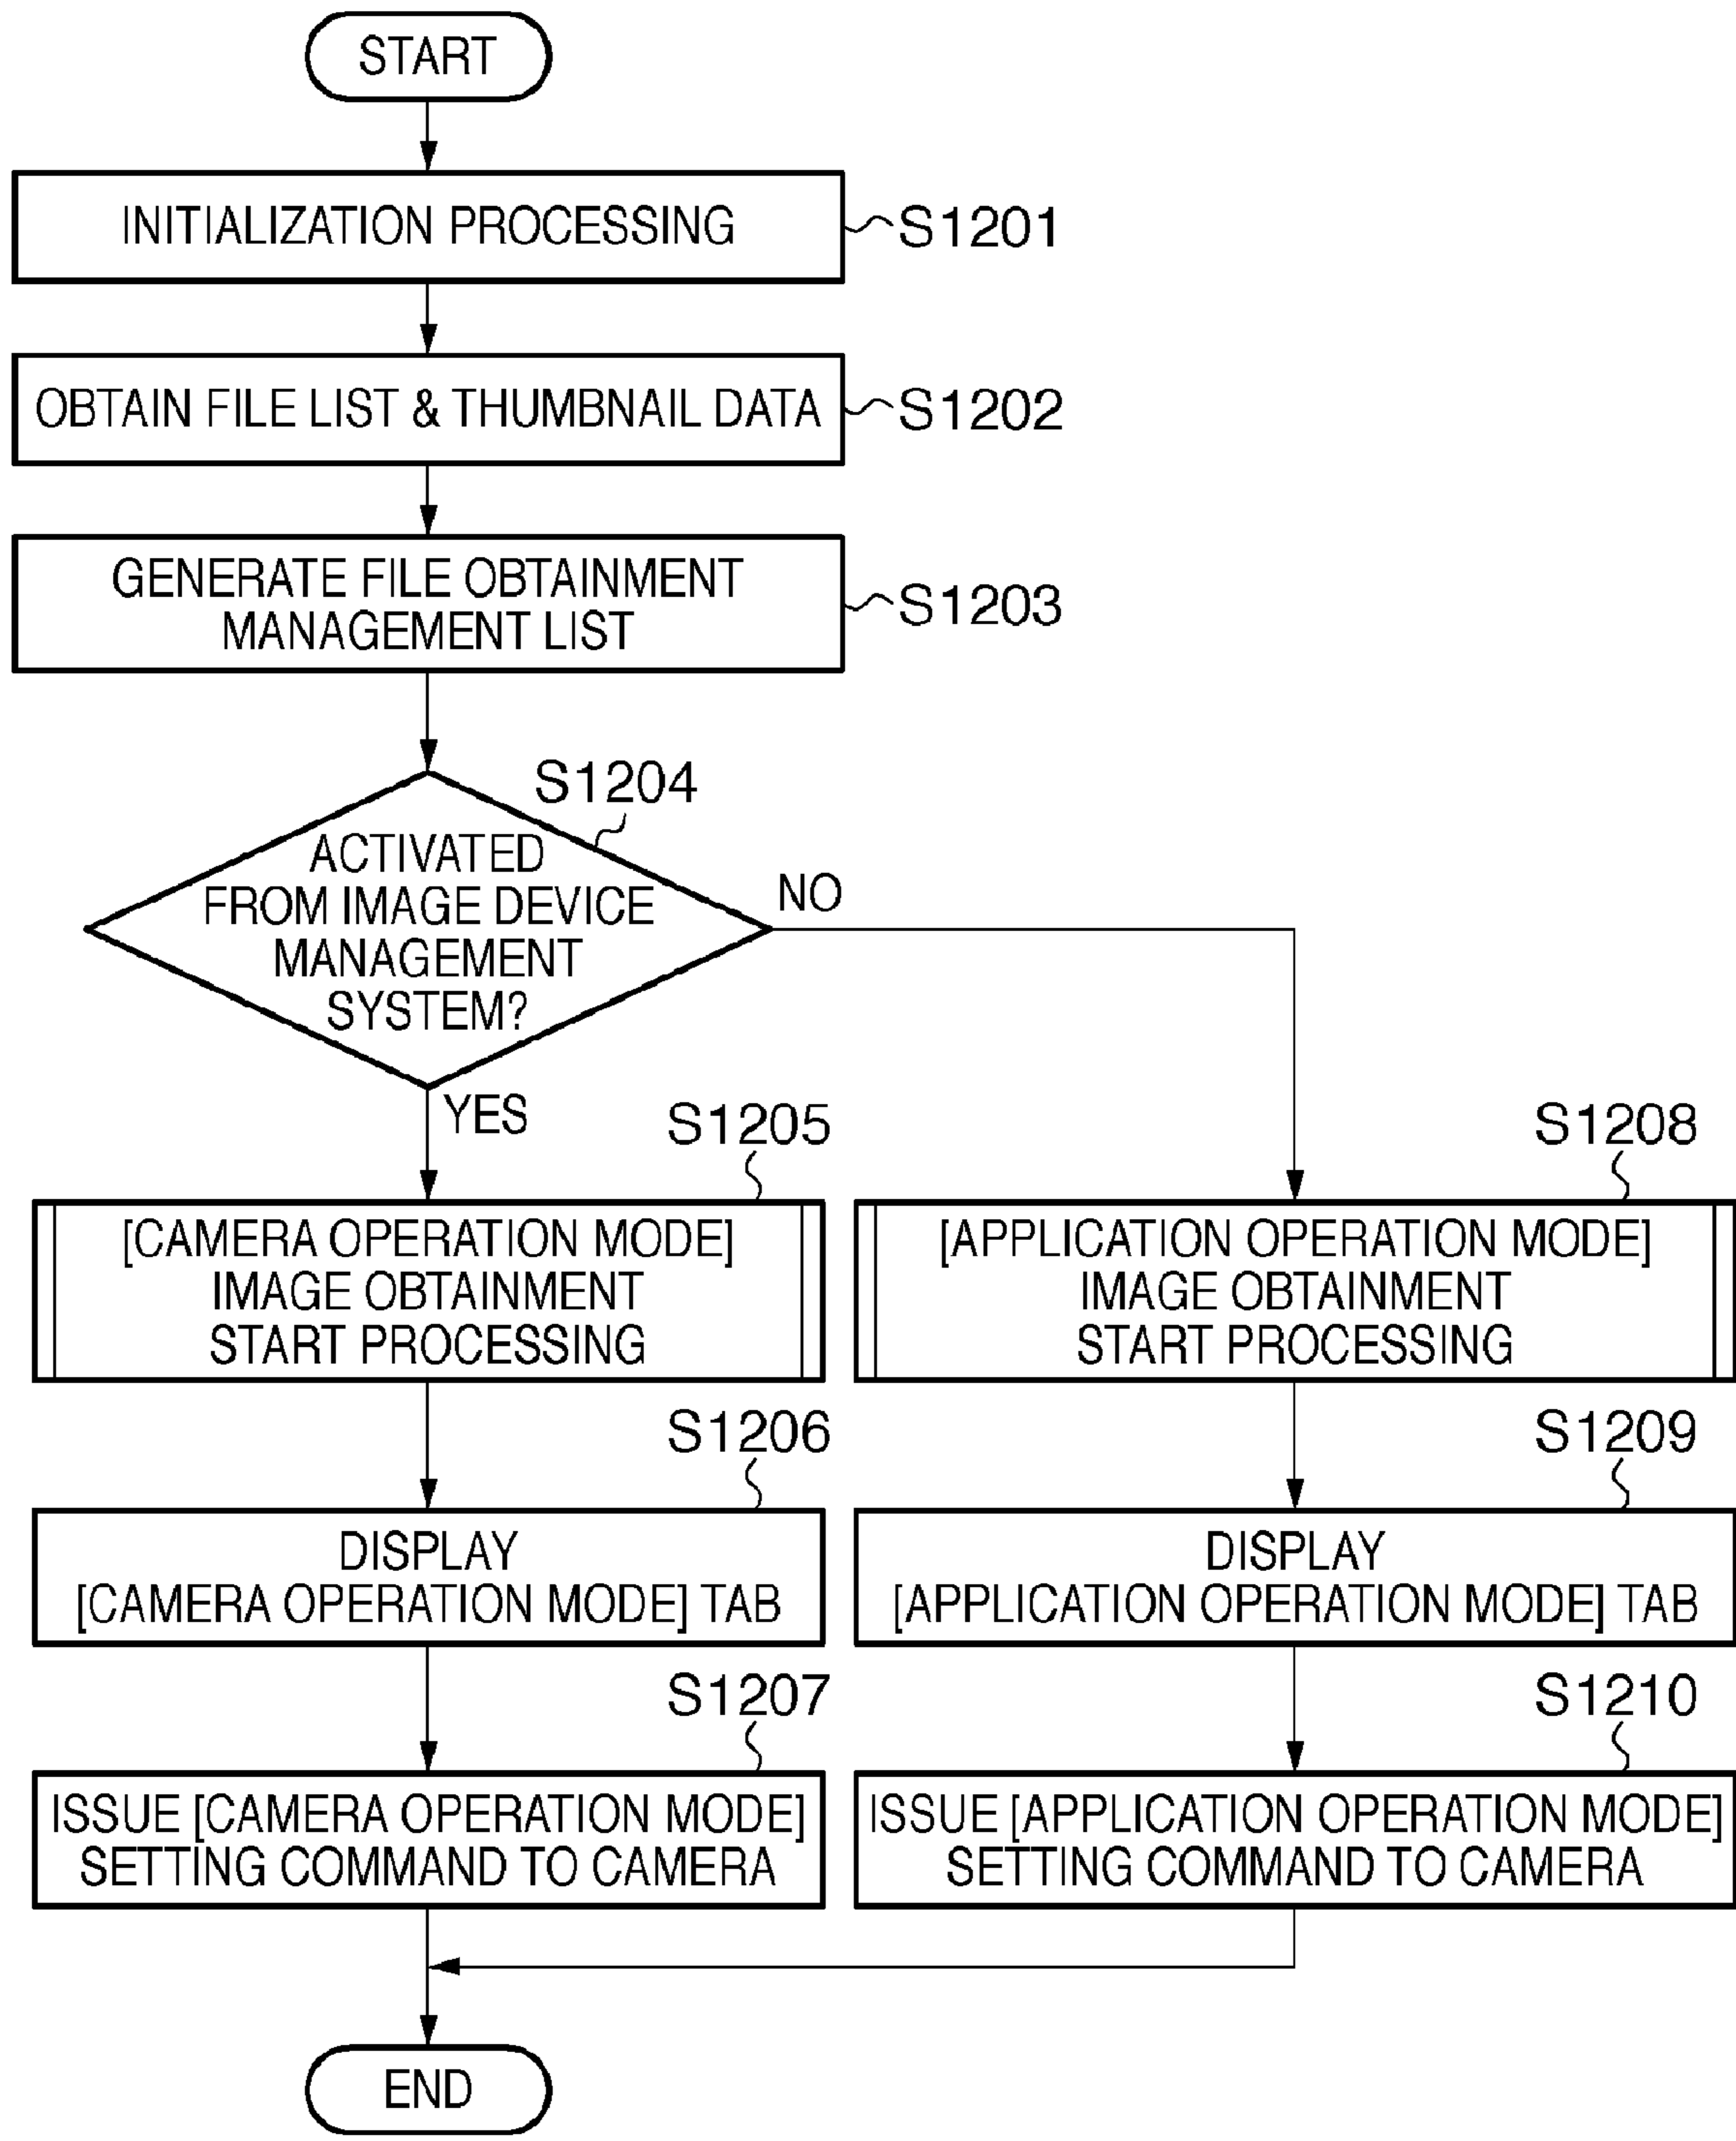 START
INITIALIZATION PROCESSING
S1201
OBTAIN FILE LIST & THUMBNAIL DATA
S1202
GENERATE FILE OBTAINMENT
MANAGEMENT LIST
S1203
S1204
ACTIVATED
FROM IMAGE DEVICE
MANAGEMENT
SYSTEM?
NO
YES
S1205
[CAMERA OPERATION MODE]
IMAGE OBTAINMENT
START PROCESSING
S1206
DISPLAY
[CAMERA OPERATION MODE] TAB
S1207
ISSUE [CAMERA OPERATION MODE]
SETTING COMMAND TO CAMERA
S1208
[APPLICATION OPERATION MODE]
IMAGE OBTAINMENT
START PROCESSING
S1209
DISPLAY
[APPLICATION OPERATION MODE] TAB
S1210
ISSUE [APPLICATION OPERATION MODE]
SETTING COMMAND TO CAMERA
END